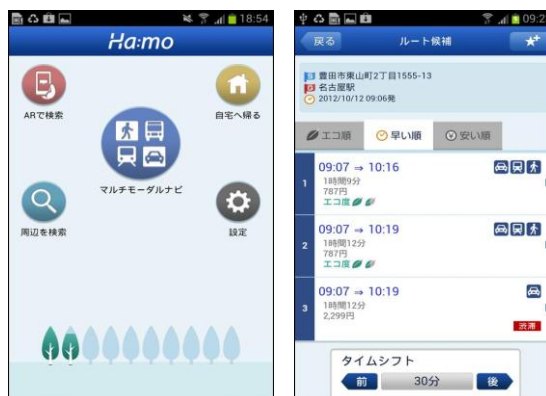 18:54
Ha:mo
ARで検索
自宅へ帰る
マルチモーダルナビ
周辺を検索
設定
09:2
戻る
ルート候補
豊田市東山町2丁目1555-13
名古屋駅
2012/10/12 09:06発
エコ順
早い順
安い順
1
09:07 ⇒ 10:16
1時間9分
787円
エコ度
2
09:07 ⇒ 10:19
1時間12分
787円
エコ度
3
09:07 ⇒ 10:19
1時間12分
2,299円
渋滞
タイムシフト
前
30分
後